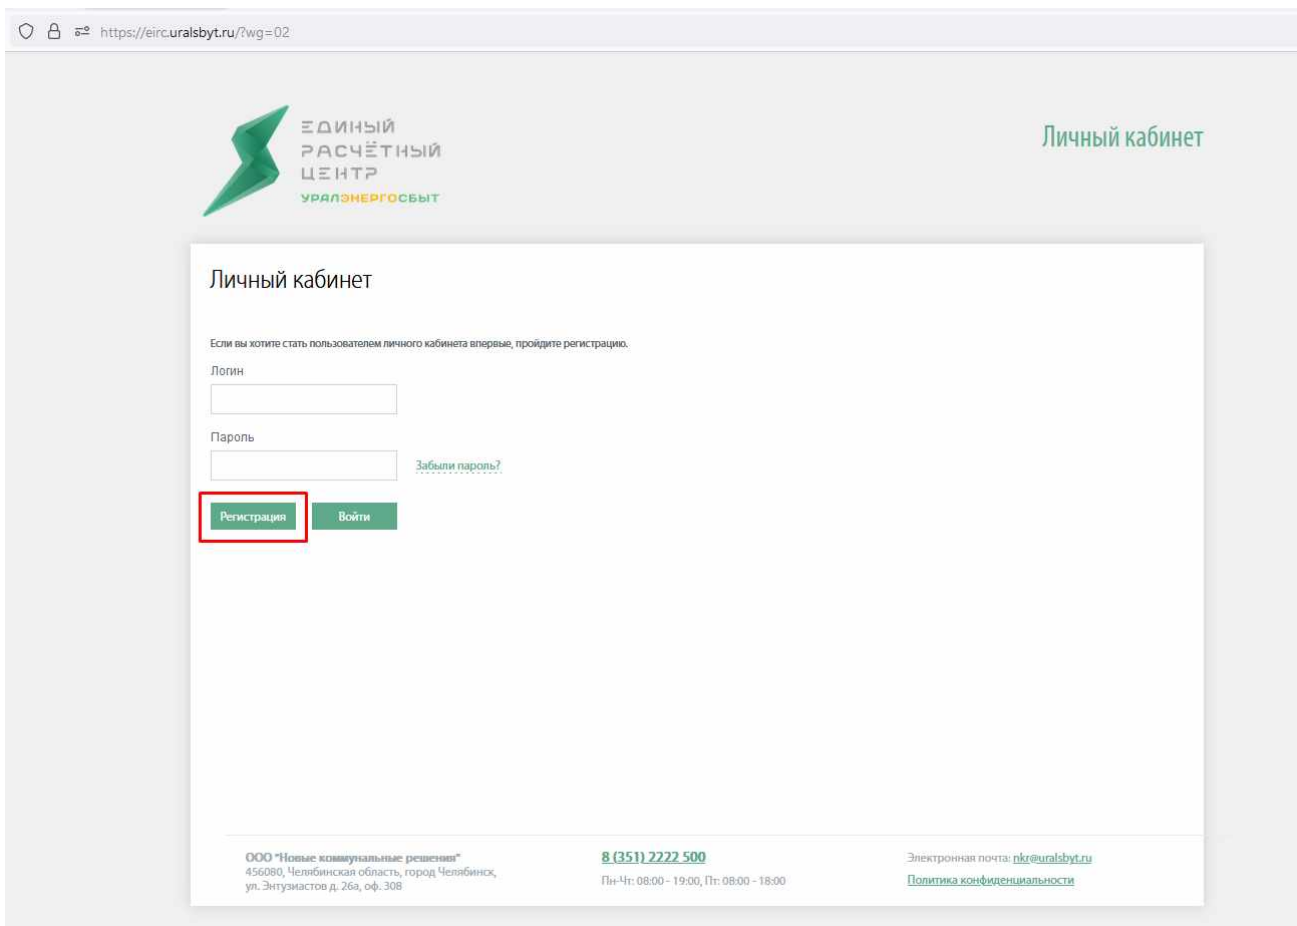 https://eirc.uralsbyt.ru/?wg=02
ЕДИНЫЙ
РАСЧЁТНЫЙ
ЦЕНТР
УРАЛЭНЕРГОСБЫТ
Личный кабинет
Личный кабинет
Если вы хотите стать пользователем личного кабинета впервые, пройдите регистрацию.
Логин
Пароль
Забыли пароль?
Регистрация Войти
ООО "Новые коммунальные решения"
456080, Челябинская область, город Челябинск,
ул. Энтузиастов д. 26а, оф. 308
8 (351) 2222 500
Пн-Чт: 08:00 - 19:00, Пт: 08:00 - 18:00
Электронная почта: nkr@uralsbyt.ru
Политика конфиденциальности